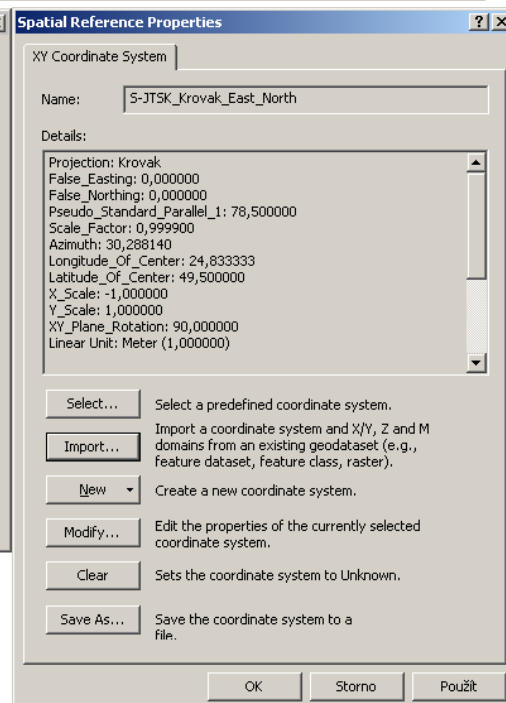 Spatial Reference Properties
XY Coordinate System
Name: S-JTSK_Krovak_East_North
Details:
Projection: Krovak
False_Easting: 0,000000
False_Northing: 0,000000
Pseudo_Standard_Parallel_1: 78,500000
Scale_Factor: 0,999900
Azimuth: 30,288140
Longitude_Of_Center: 24,833333
Latitude_Of_Center: 49,500000
X_Scale: -1,000000
Y_Scale: 1,000000
XY_Plane_Rotation: 90,000000
Linear Unit: Meter (1,000000)
Select... Select a predefined coordinate system.
Import... Import a coordinate system and X/Y, Z and M
domains from an existing geodataset (e.g.,
feature dataset, feature class, raster).
New Create a new coordinate system.
Modify... Edit the properties of the currently selected
coordinate system.
Clear Sets the coordinate system to Unknown.
Save As... Save the coordinate system to a
file.
OK Storno Použít